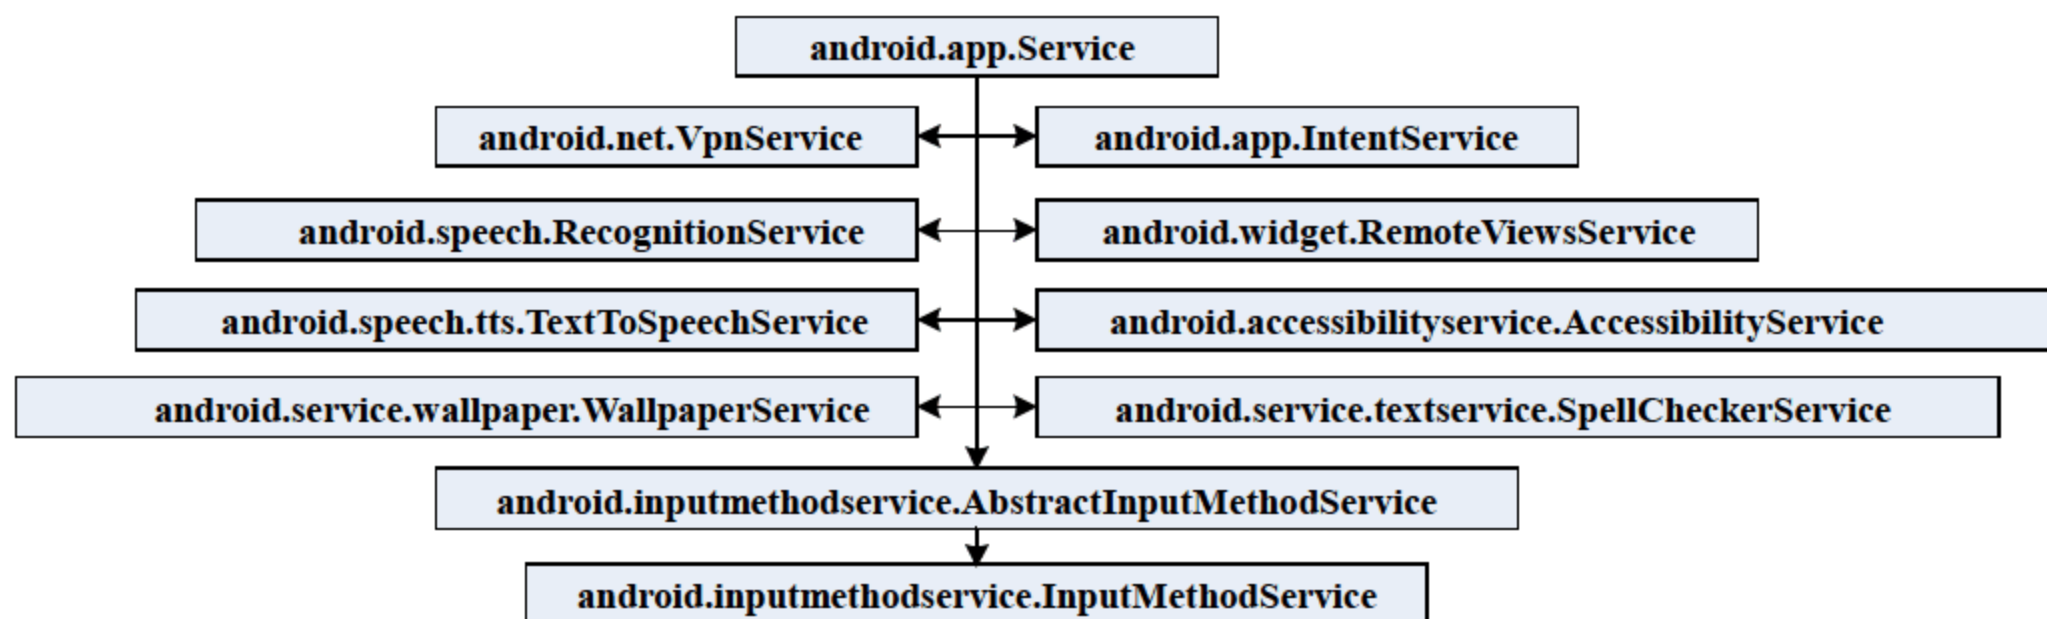 android.app.Service
android.net.VpnService
android.app.IntentService
android.speech.RecognitionService
android.widget.RemoteViewsService
android.speech.tts.TextToSpeechService
android.accessibilityservice.AccessibilityService
android.service.wallpaper.WallpaperService
android.service.textservice.SpellCheckerService
android.inputmethodservice.AbstractInputMethodService
android.inputmethodservice.InputMethodService